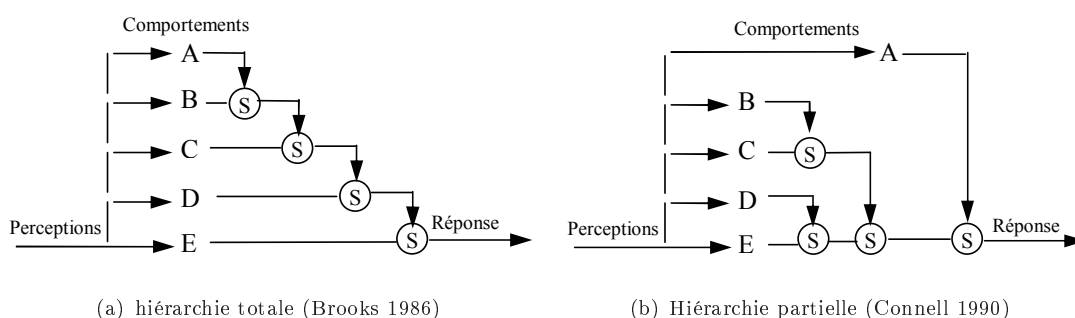 Comportements
A
S
B
S
C
S
D
S
Perceptions
E
Réponse
(a) hiérarchie totale (Brooks 1986)
Comportements
A
B
C
S
D
Perceptions
E
S
S
S
Réponse
(b) Hiérarchie partielle (Connell 1990)